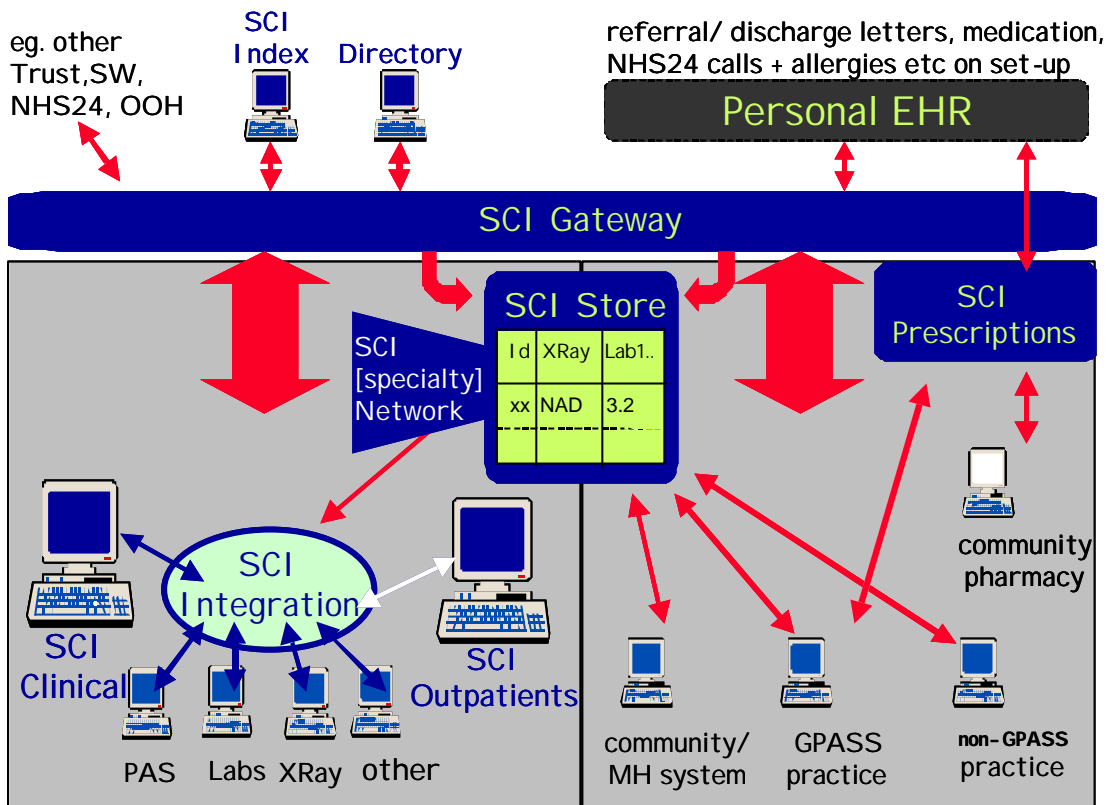 eg. other
Trust,SW,
NHS24, OOH
SCI
Index
Directory
referral/ discharge letters, medication,
NHS24 calls + allergies etc on set-up
Personal EHR
SCI Gateway
SCI Store
Id XRay Lab1..
xx NAD 3.2
SCI
[specialty]
Network
SCI
Prescriptions
SCI
Integration
SCI
Clinical
SCI
Outpatients
PAS
Labs
XRay
other
community
pharmacy
community/
MH system
GPASS
practice
non-GPASS
practice